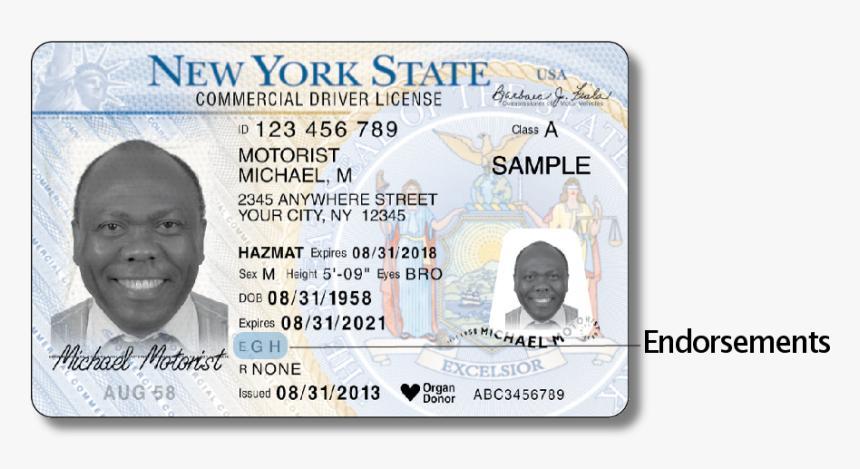 NEW YORK STATE
USA
COMMERCIAL DRIVER LICENSE
Commissioner of Motor Vehicles
ID 123 456 789
Class A
MOTORIST
MICHAEL, M
SAMPLE
2345 ANYWHERE STREET
YOUR CITY, NY 12345
HAZMAT Expires 08/31/2018
Sex M Height 5'-09" Eyes BRO
DOB 08/31/1958
Expires 08/31/2021
MICHAEL M MOTORIST
E G H
Endorsements
Michael Motorist
EXCELSIOR
R NONE
AUG 58
Issued 08/31/2013
Organ
Donor
ABC3456789